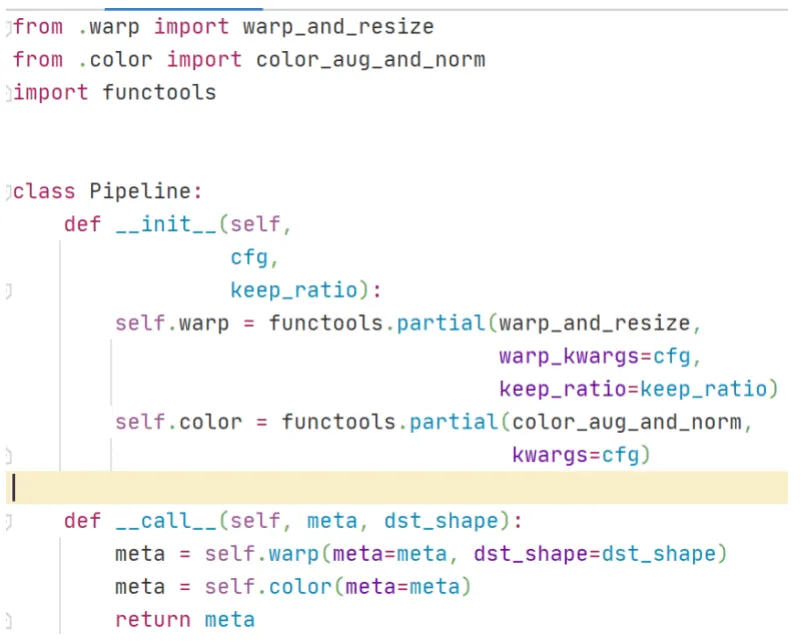 from .warp import warp_and_resize
from .color import color_aug_and_norm
import functools
class Pipeline:
    def __init__(self,
                 cfg,
                 keep_ratio):
        self.warp = functools.partial(warp_and_resize,
                                      warp_kwargs=cfg,
                                      keep_ratio=keep_ratio)
        self.color = functools.partial(color_aug_and_norm,
                                       kwargs=cfg)
    def __call__(self, meta, dst_shape):
        meta = self.warp(meta=meta, dst_shape=dst_shape)
        meta = self.color(meta=meta)
        return meta